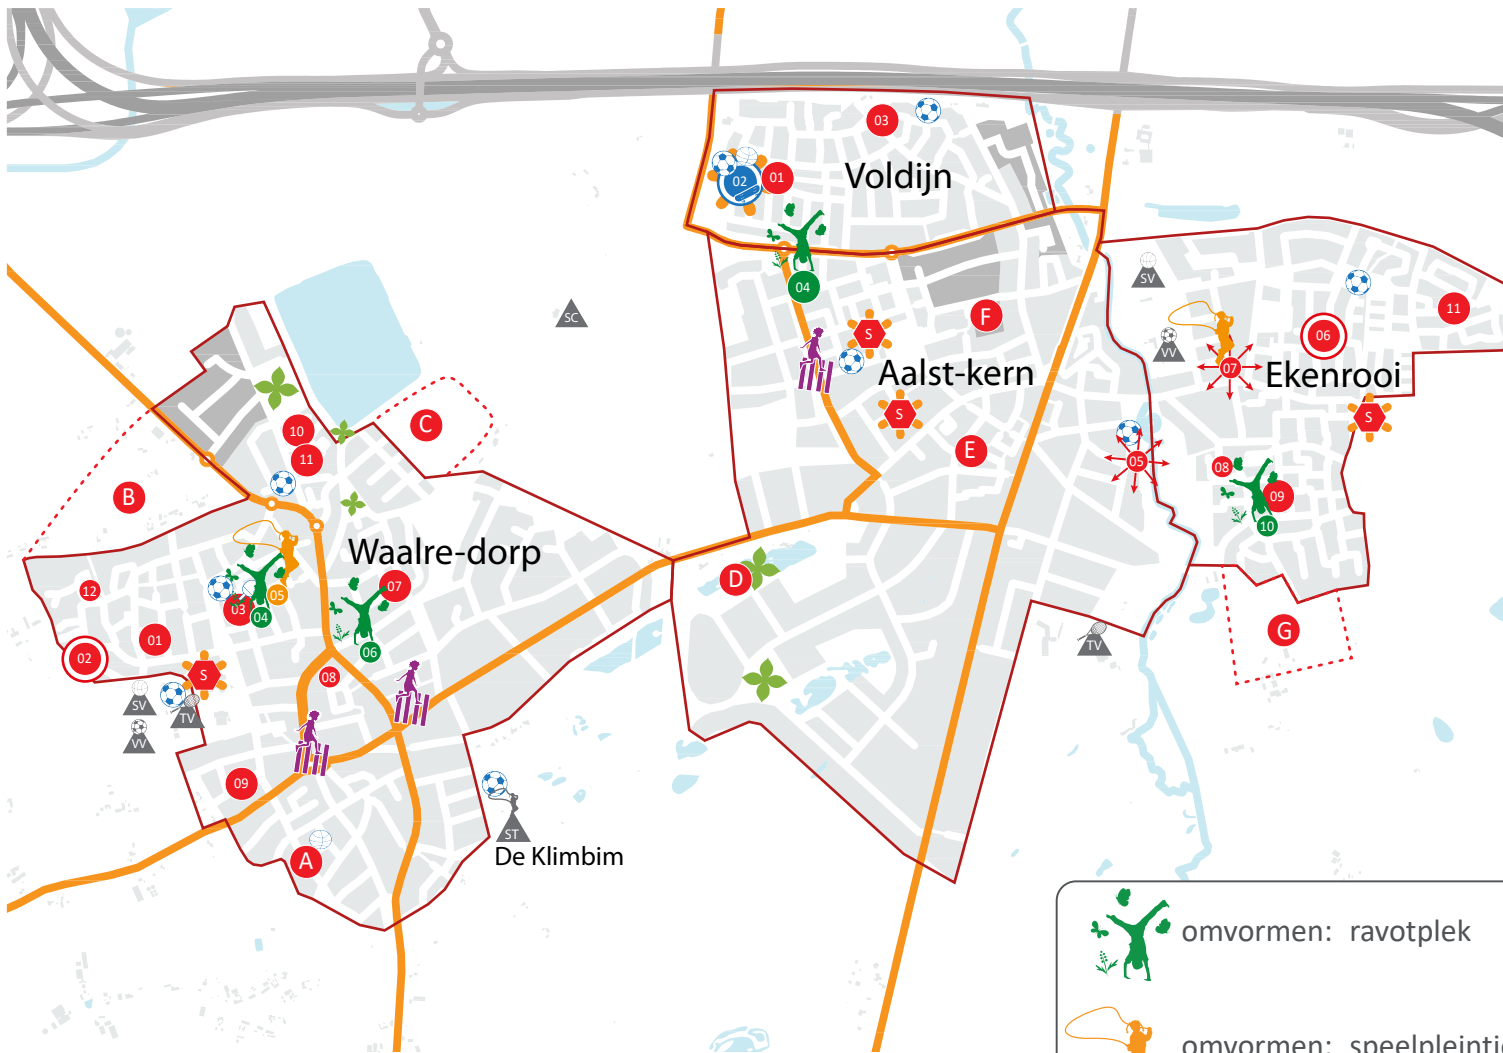 03
02
01
Voldijn
SV
04
SC
F
11
06
S
VV
07
Aalst-kern
Ekenrooi
S
S
C
10
11
E
05
08
09
B
10
Waalre-dorp
12
07
D
05
03
04
01
06
G
02
TV
S
08
SV
TV
VV
09
ST
A
De Klimbim
omvormen: ravotplek